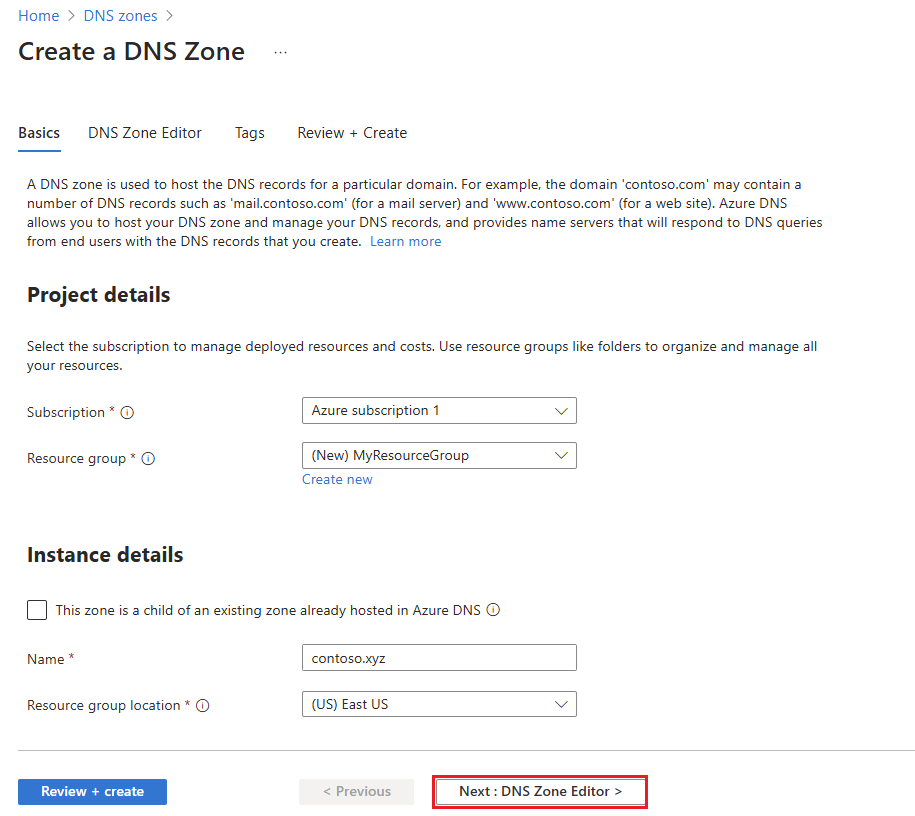 Home > DNS zones >
Create a DNS Zone ...
Basics DNS Zone Editor Tags Review + Create
A DNS zone is used to host the DNS records for a particular domain. For example, the domain 'contoso.com' may contain a
number of DNS records such as 'mail.contoso.com' (for a mail server) and 'www.contoso.com' (for a web site). Azure DNS
allows you to host your DNS zone and manage your DNS records, and provides name servers that will respond to DNS queries
from end users with the DNS records that you create. Learn more
Project details
Select the subscription to manage deployed resources and costs. Use resource groups like folders to organize and manage all
your resources.
Subscription * Azure subscription 1
Resource group * (New) MyResourceGroup
Create new
Instance details
This zone is a child of an existing zone already hosted in Azure DNS
Name * contoso.xyz
Resource group location * (US) East US
Review + create < Previous Next : DNS Zone Editor >